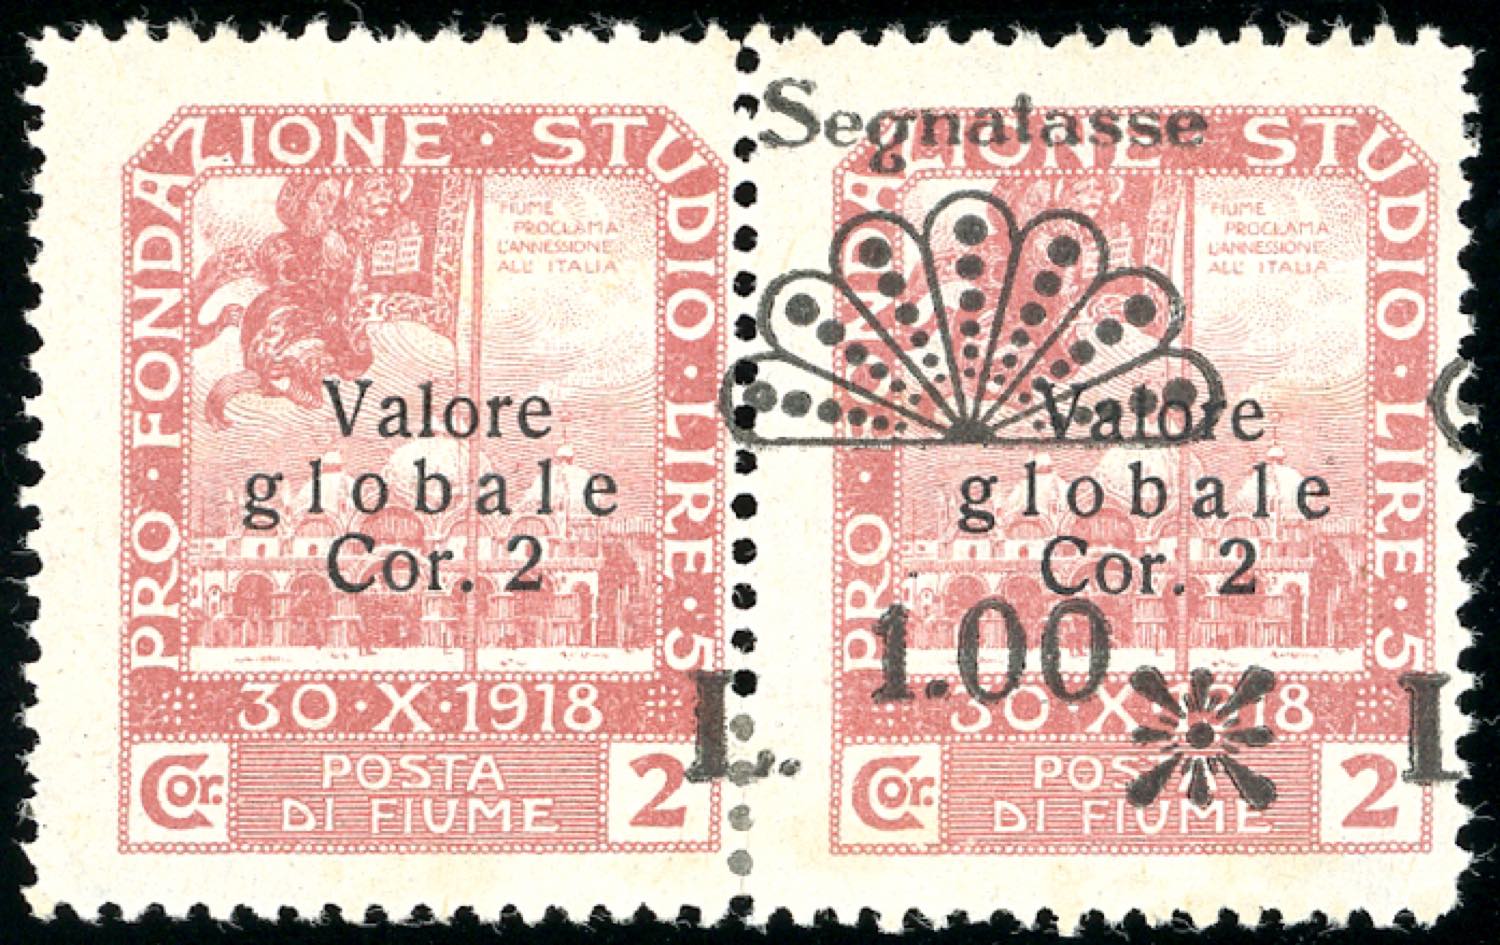 PRO · FONDAZIONE · STUDIO · LIRE · 5
FIUME
PROCLAMA
L'ANNESSIONE
ALL' ITALIA
Valore
globale
Cor. 2
30 · X · 1918
Cor. POSTA 2
DI FIUME
L.
Segnatasse
PRO · FONDAZIONE · STUDIO · LIRE · 5
FIUME
PROCLAMA
L'ANNESSIONE
ALL' ITALIA
Valore
globale
Cor. 2
1.00
30 · X · 1918
Cor. POSTA 2
DI FIUME
L